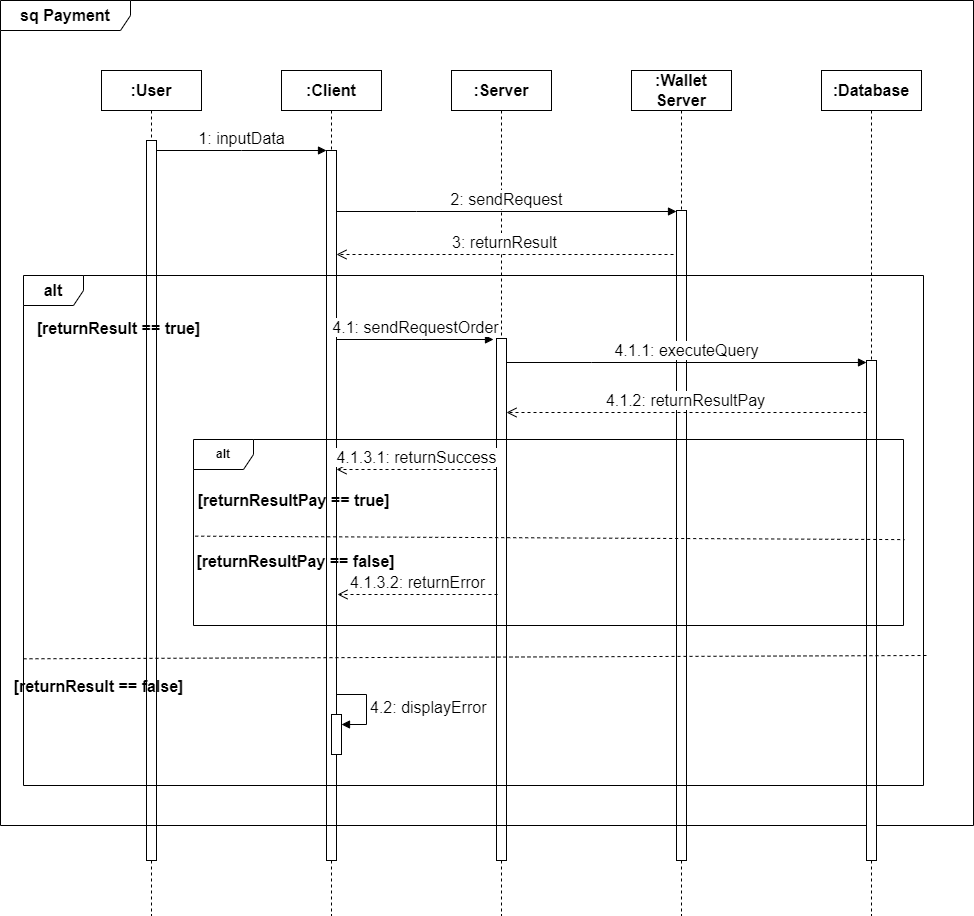 sq Payment
:User
:Client
:Server
:Wallet
Server
:Database
1: inputData
2: sendRequest
3: returnResult
alt
[returnResult == true]
4.1: sendRequestOrder
4.1.1: executeQuery
4.1.2: returnResultPay
alt
4.1.3.1: returnSuccess
[returnResultPay == true]
[returnResultPay == false]
4.1.3.2: returnError
[returnResult == false]
4.2: displayError